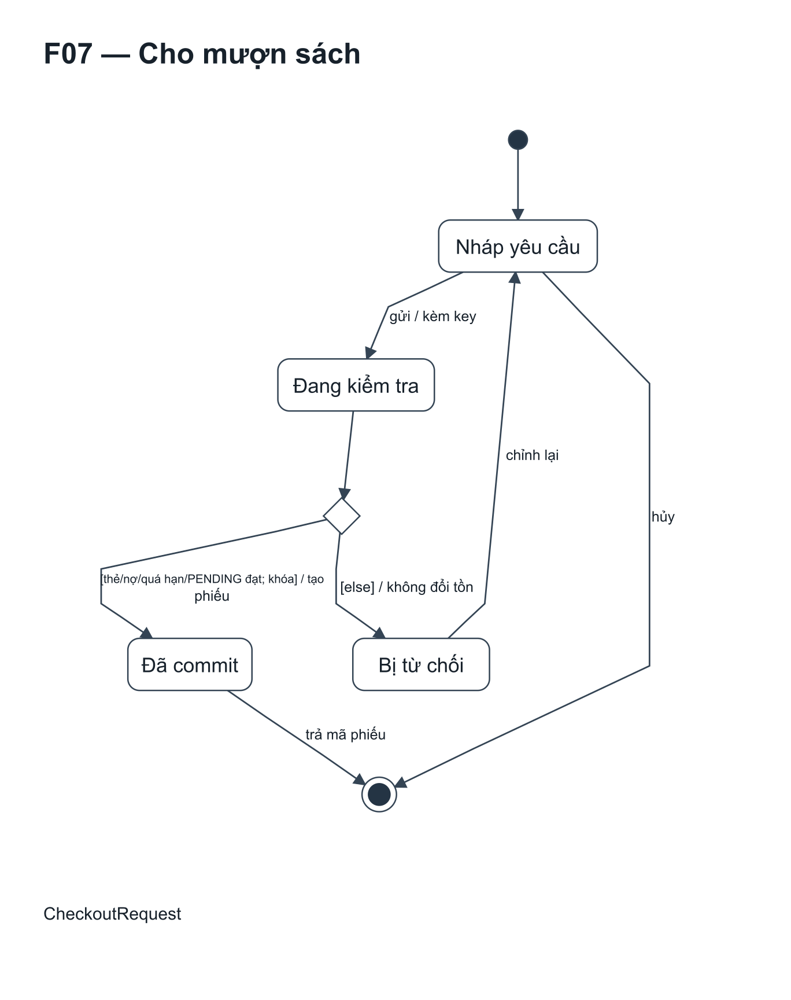 F07 — Cho mượn sách
Nháp yêu cầu
gửi / kèm key
Đang kiểm tra
chỉnh lại
hủy
[thẻ/nợ/quá hạn/PENDING đạt; khóa] / tạo
phiếu
[else] / không đổi tồn
Đã commit
Bị từ chối
trả mã phiếu
CheckoutRequest